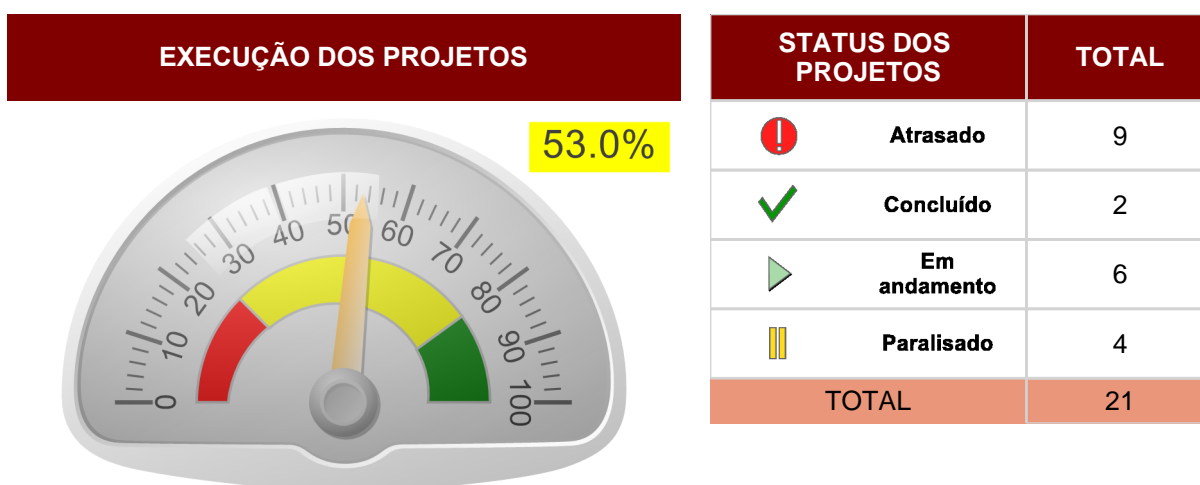 EXECUÇÃO DOS PROJETOS
53.0%
0
10
20
30
40
50
60
70
80
90
100
STATUS DOS PROJETOS TOTAL
Atrasado 9
Concluído 2
Em andamento 6
Paralisado 4
TOTAL 21